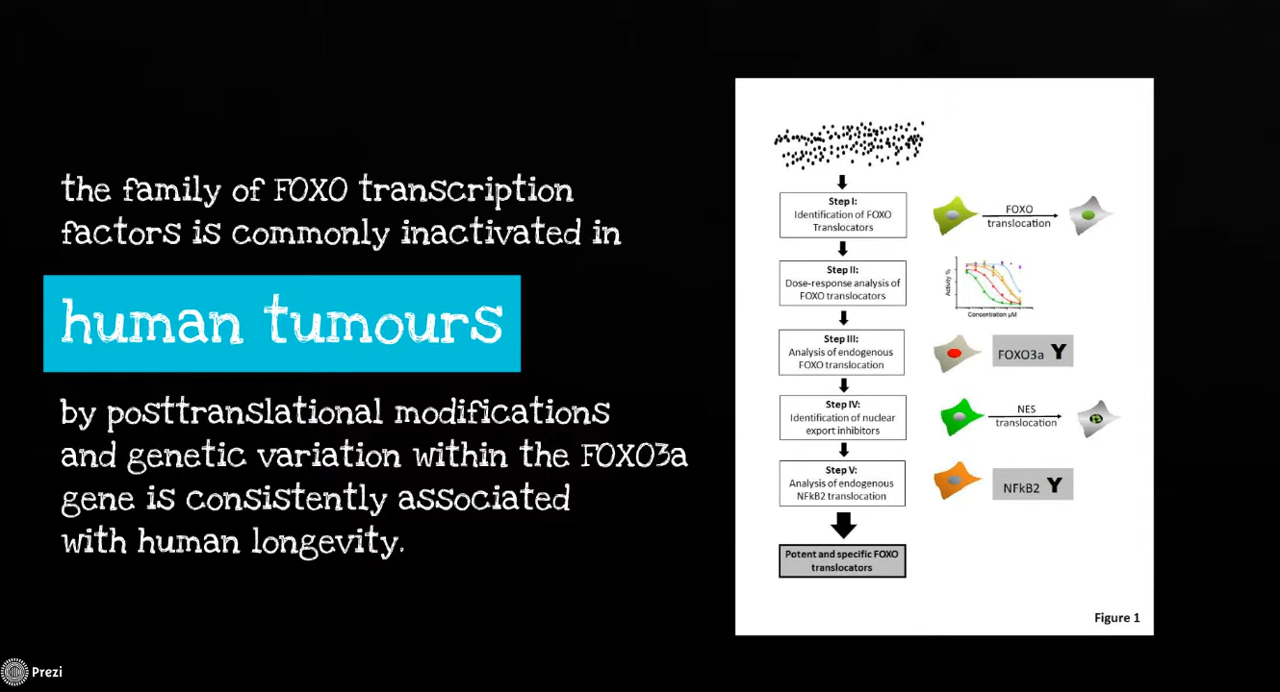 the family of FOXO transcription
factors is commonly inactivated in
human tumours
by posttranslational modifications
and genetic variation within the FOXO3a
gene is consistently associated
with human longevity.
Step I:
Identification of FOXO
Translocators
FOXO
translocation
Step II:
Dose-response analysis of
FOXO translocators
Activity %
Concentration µM
Step III:
Analysis of endogenous
FOXO translocation
FOXO3a Y
Step IV:
Identification of nuclear
export inhibitors
NES
translocation
Step V:
Analysis of endogenous
NFkB2 translocation
NFkB2 Y
Potent and specific FOXO
translocators
Figure 1
Prezi